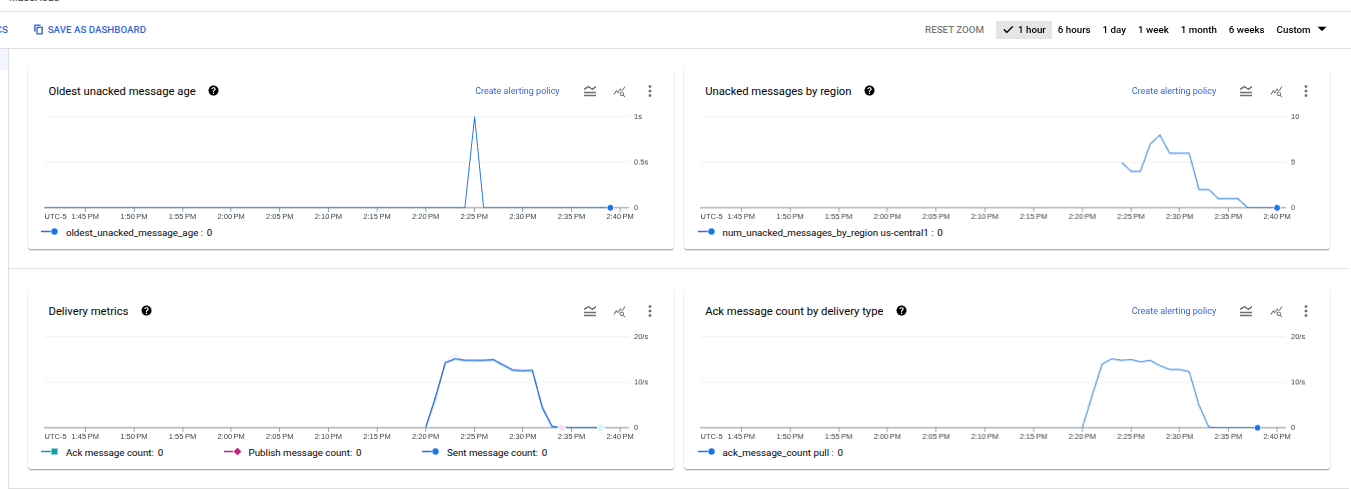 CS SAVE AS DASHBOARD RESET ZOOM 1 hour 6 hours 1 day 1 week 1 month 6 weeks Custom
Oldest unacked message age Create alerting policy
1s
0.5s
0
UTC-5 1:45 PM 1:50 PM 1:55 PM 2:00 PM 2:05 PM 2:10 PM 2:15 PM 2:20 PM 2:25 PM 2:30 PM 2:35 PM 2:40 PM
oldest_unacked_message_age : 0
Unacked messages by region Create alerting policy
10
5
0
UTC-5 1:45 PM 1:50 PM 1:55 PM 2:00 PM 2:05 PM 2:10 PM 2:15 PM 2:20 PM 2:25 PM 2:30 PM 2:35 PM 2:40 PM
num_unacked_messages_by_region us-central1 : 0
Delivery metrics
20/s
10/s
0
UTC-5 1:45 PM 1:50 PM 1:55 PM 2:00 PM 2:05 PM 2:10 PM 2:15 PM 2:20 PM 2:25 PM 2:30 PM 2:35 PM 2:40 PM
Ack message count: 0 Publish message count: 0 Sent message count: 0
Ack message count by delivery type Create alerting policy
20/s
10/s
0
UTC-5 1:45 PM 1:50 PM 1:55 PM 2:00 PM 2:05 PM 2:10 PM 2:15 PM 2:20 PM 2:25 PM 2:30 PM 2:35 PM 2:40 PM
ack_message_count pull : 0